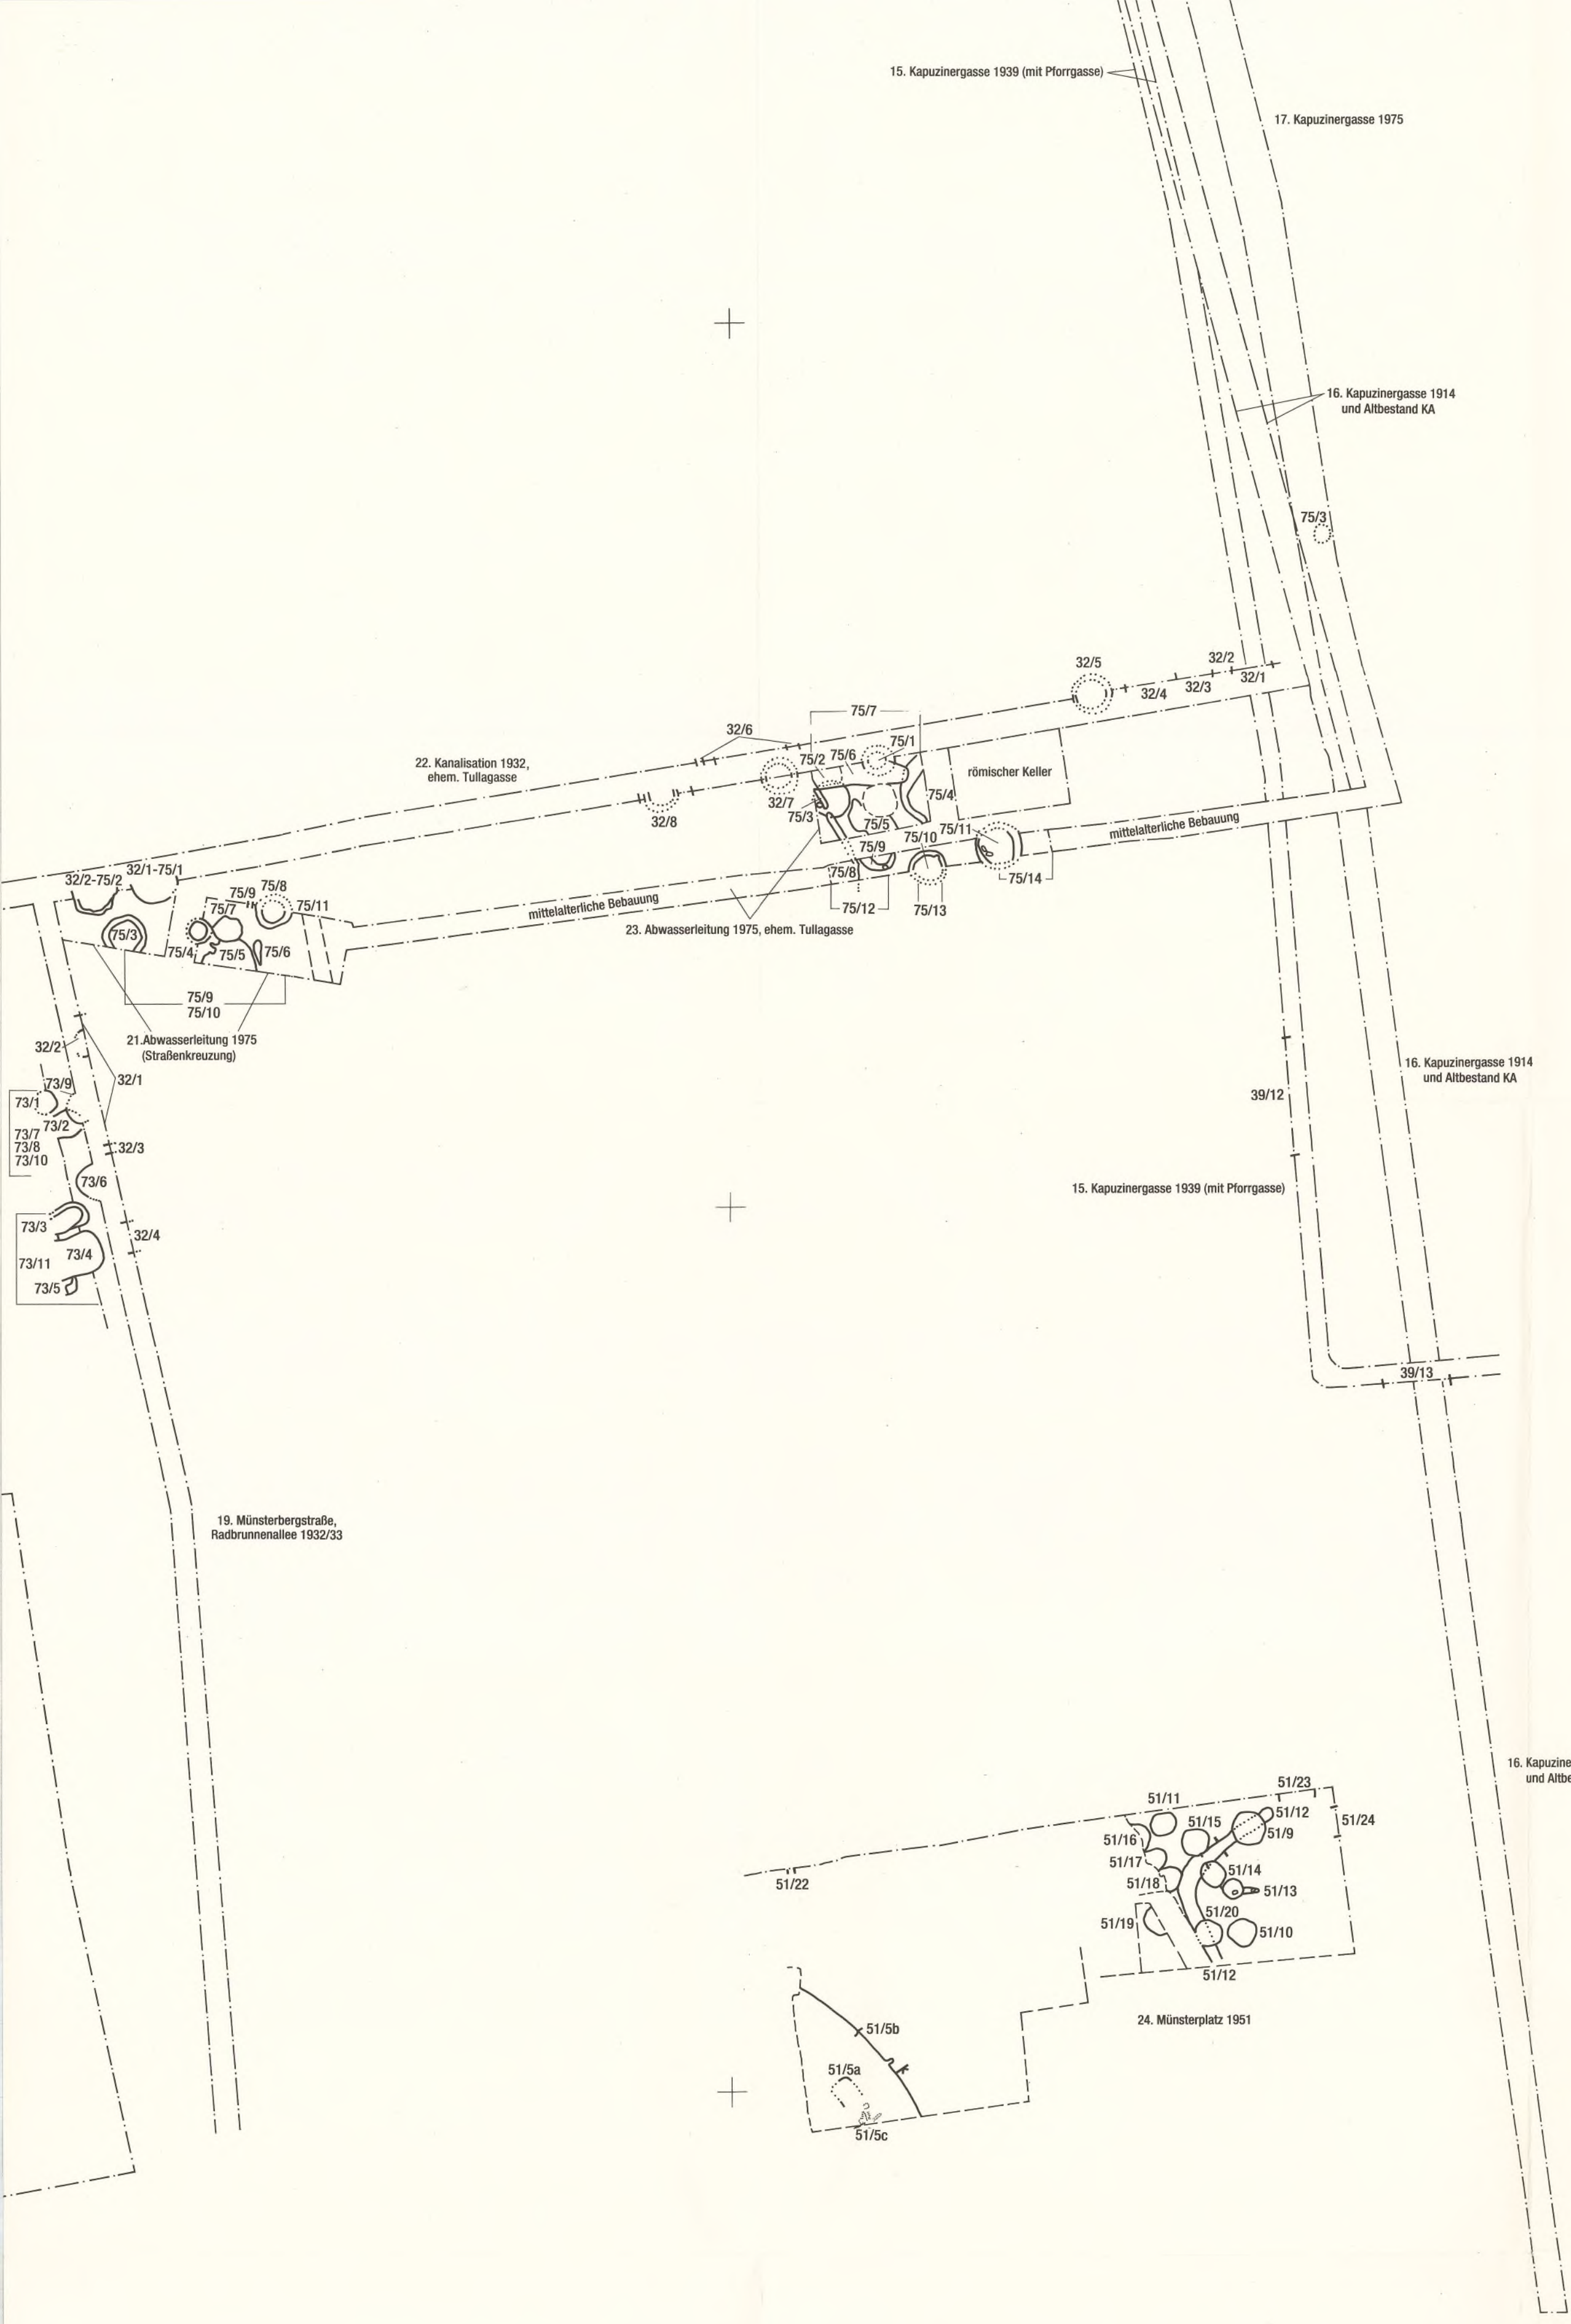 15. Kapuzinergasse 1939 (mit Pforrgasse)
17. Kapuzinergasse 1975
16. Kapuzinergasse 1914
und Altbestand KA
75/3
32/5
32/2
32/1
32/3
32/4
75/7
32/6
75/1
75/2
75/6
22. Kanalisation 1932,
ehem. Tullagasse
römischer Keller
32/7
75/4
75/3
32/8
75/5
75/11
75/10
mittelalterliche Bebauung
75/9
75/8
75/14
75/12
75/13
32/1-75/1
32/2-75/2
75/8
75/9
75/11
75/7
mittelalterliche Bebauung
23. Abwasserleitung 1975, ehem. Tullagasse
75/3
75/4
75/5
75/6
75/9
75/10
21.Abwasserleitung 1975
(Straßenkreuzung)
32/2
32/1
73/9
73/1
73/2
73/7
73/8
73/10
32/3
73/6
73/3
32/4
73/4
73/11
73/5
16. Kapuzinergasse 1914
und Altbestand KA
39/12
15. Kapuzinergasse 1939 (mit Pforrgasse)
39/13
19. Münsterbergstraße,
Radbrunnenallee 1932/33
16. Kapuzine
und Altbe
51/23
51/11
51/12
51/15
51/24
51/9
51/16
51/17
51/14
51/22
51/18
51/13
51/20
51/19
51/10
51/12
24. Münsterplatz 1951
51/5b
51/5a
51/5c